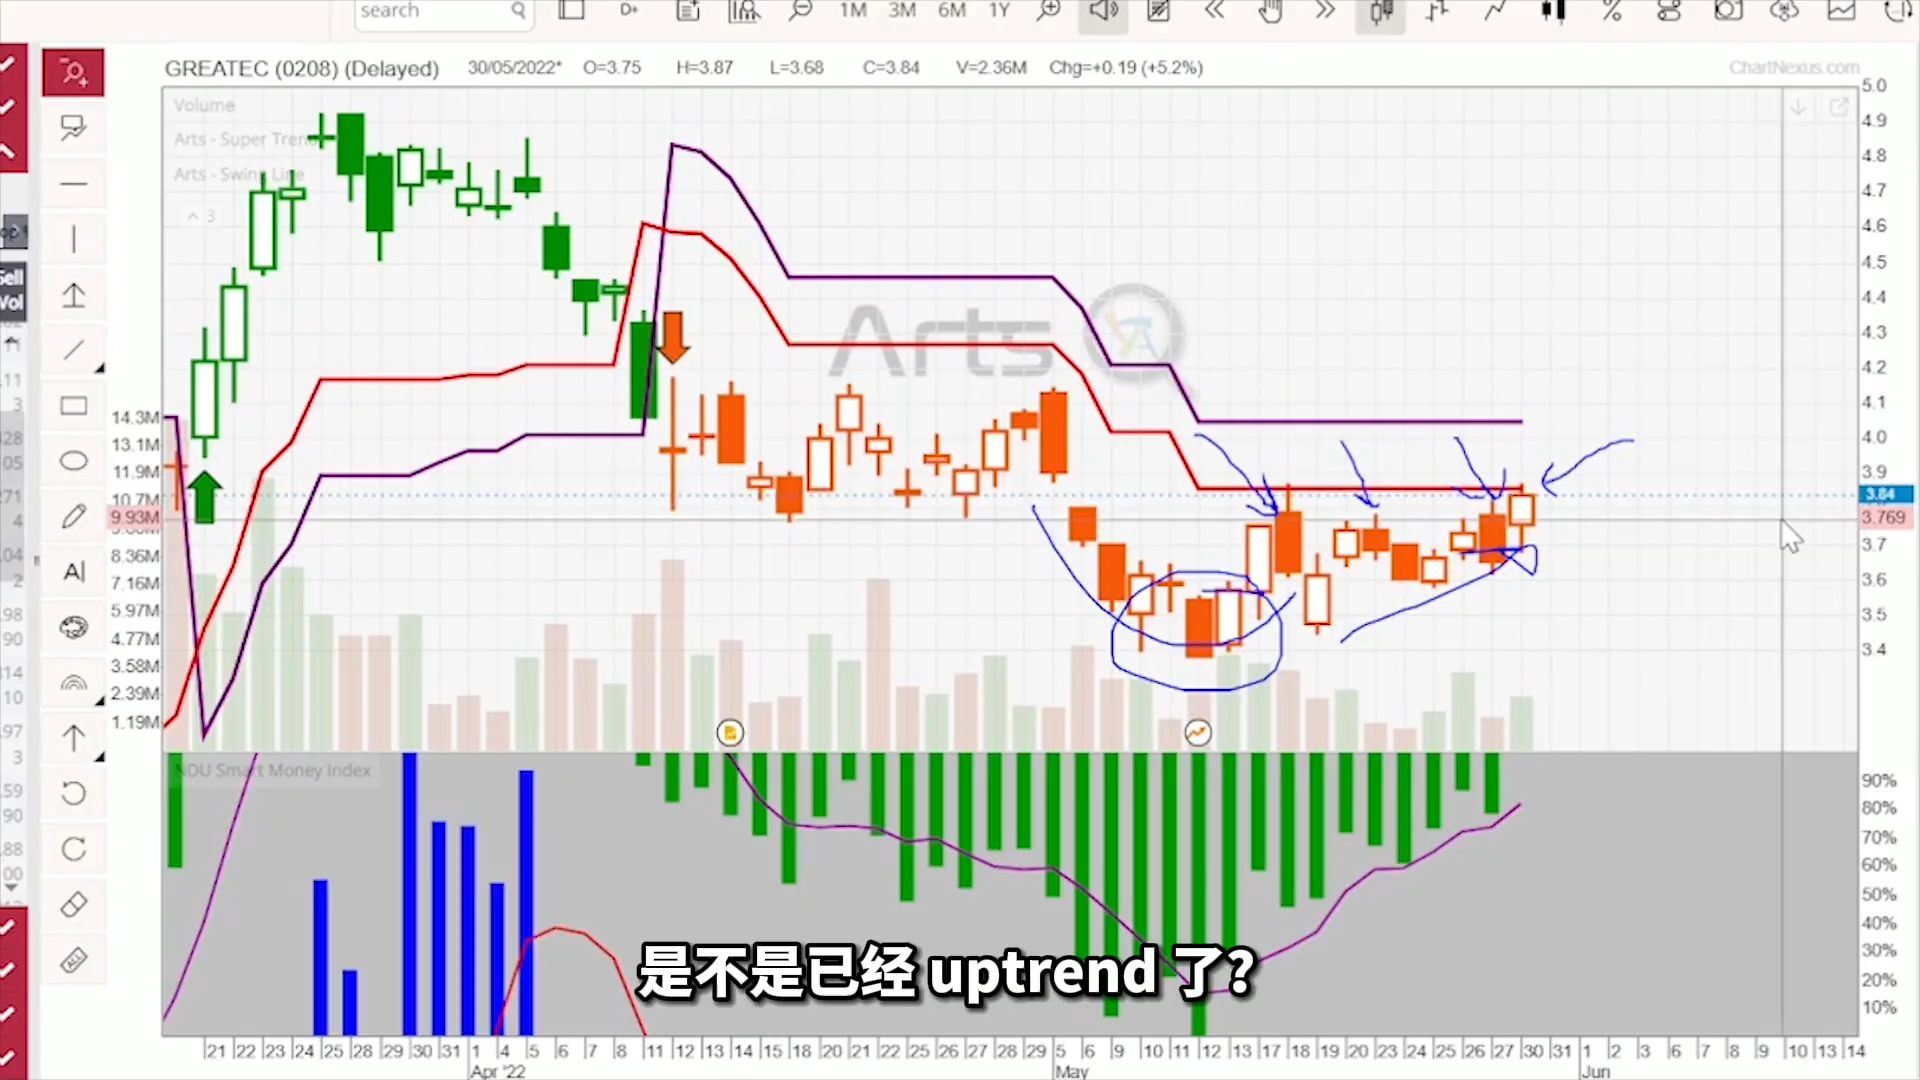 search
D+
1M 3M 6M 1Y
GREATEC (0208) (Delayed) 30/05/2022* O=3.75 H=3.87 L=3.68 C=3.84 V=2.36M Chg=+0.19 (+5.2%)
ChartNexus.com
Volume
Arts - Super Trend
Arts - Swing Line
3
Arts
5.0
4.9
4.8
4.7
4.6
4.5
4.4
4.3
4.2
4.1
4.0
3.9
3.84
3.769
3.7
3.6
3.5
3.4
14.3M
13.1M
11.9M
10.7M
9.93M
8.36M
7.16M
5.97M
4.77M
3.58M
2.39M
1.19M
Sell
Vol
A|
ALL
NDU Smart Money Index
90%
80%
70%
60%
50%
40%
30%
20%
10%
是不是已经 uptrend 了?
21 22 23 24 25 28 29 30 31 1 4 5 6 7 8 11 12 13 14 15 18 20 21 22 25 26 27 28 29 5 6 9 10 11 12 13 17 18 19 20 23 24 25 26 27 30 31 1 2 3 6 7 8 9 10 13 14
Apr '22 May Jun